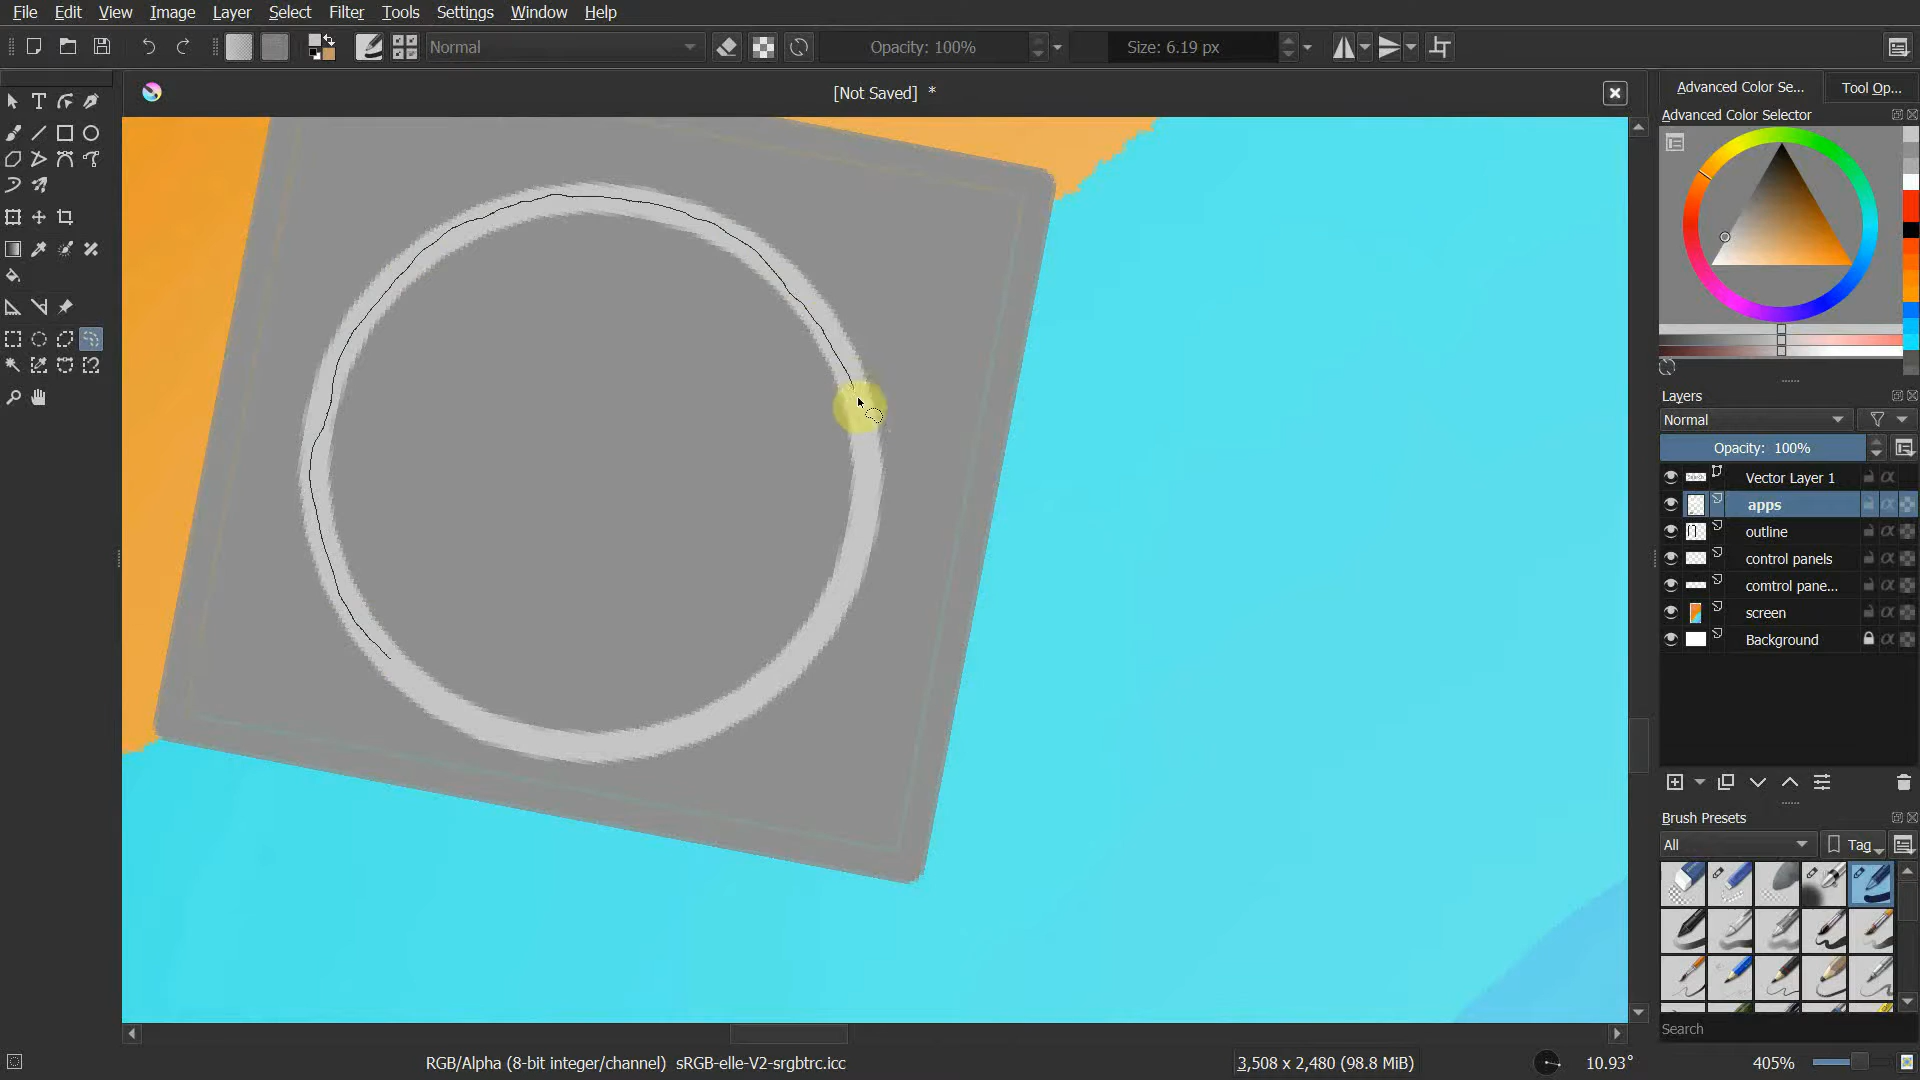 File Edit View Image Layer Select Filter Tools Settings Window Help
Normal
Opacity: 100%
Size: 6.19 px
[Not Saved] *
Advanced Color Se...
Tool Op...
Advanced Color Selector
Layers
Normal
Opacity: 100%
Vector Layer 1
apps
outline
control panels
comtrol pane...
screen
Background
Brush Presets
All
Tag
Search
RGB/Alpha (8-bit integer/channel) sRGB-elle-V2-srgbtrc.icc
3,508 x 2,480 (98.8 MiB)
10.93°
405%